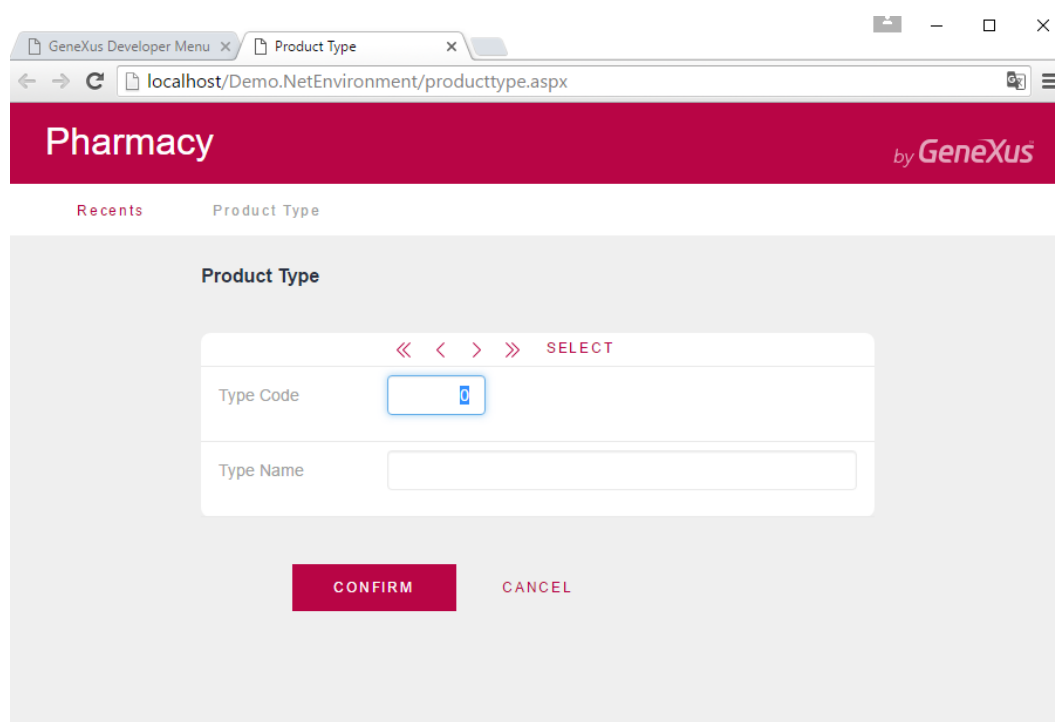 GeneXus Developer Menu Product Type
localhost/Demo.NetEnvironment/producttype.aspx
Pharmacy by GeneXus
Recents Product Type
Product Type
SELECT
Type Code 0
Type Name
CONFIRM CANCEL